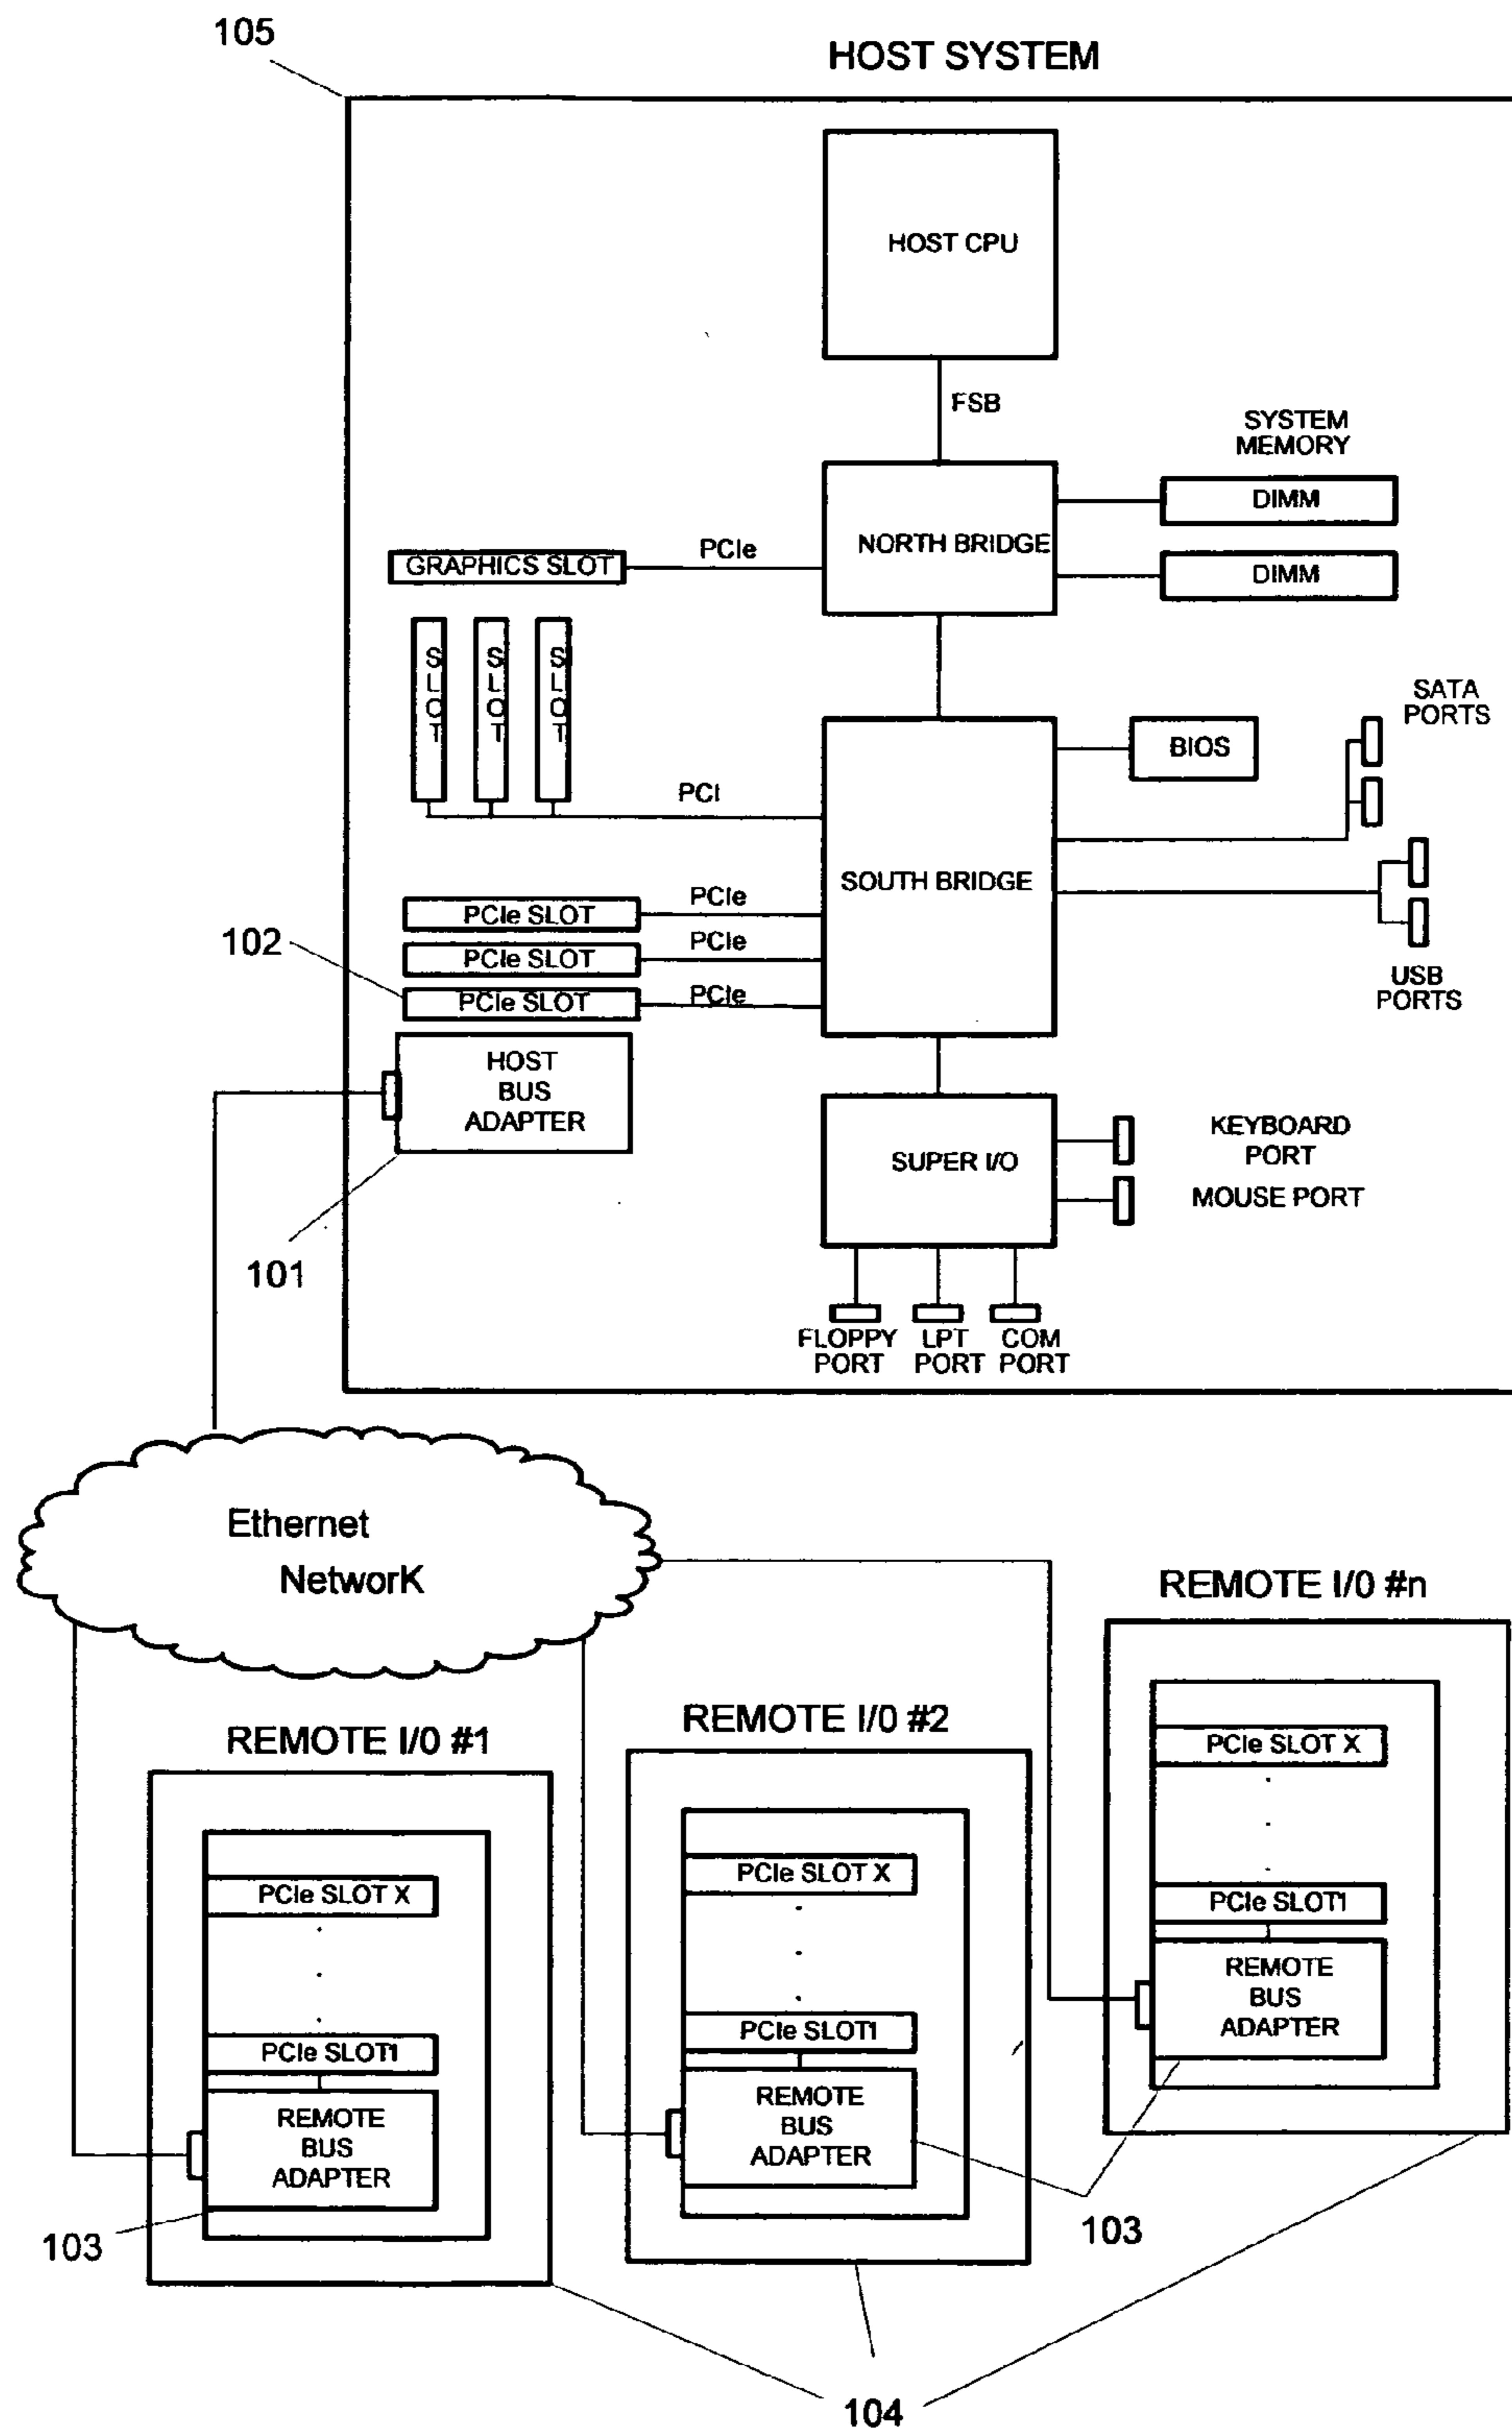 105
HOST SYSTEM
HOST CPU
FSB
SYSTEM
MEMORY
DIMM
NORTH BRIDGE
DIMM
PCIe
GRAPHICS SLOT
SLOT
SLOT
SLOT
SATA
PORTS
BIOS
PCI
SOUTH BRIDGE
PCIe
PCIe SLOT
102
PCIe
PCIe SLOT
PCIe
PCIe SLOT
USB
PORTS
HOST
BUS
ADAPTER
101
SUPER I/O
KEYBOARD
PORT
MOUSE PORT
FLOPPY
PORT
LPT
PORT
COM
PORT
Ethernet
NetworK
REMOTE I/0 #n
PCIe SLOT X
PCIe SLOT1
REMOTE
BUS
ADAPTER
REMOTE I/0 #2
PCIe SLOT X
PCIe SLOT1
REMOTE
BUS
ADAPTER
REMOTE I/0 #1
PCIe SLOT X
PCIe SLOT1
REMOTE
BUS
ADAPTER
103
103
104